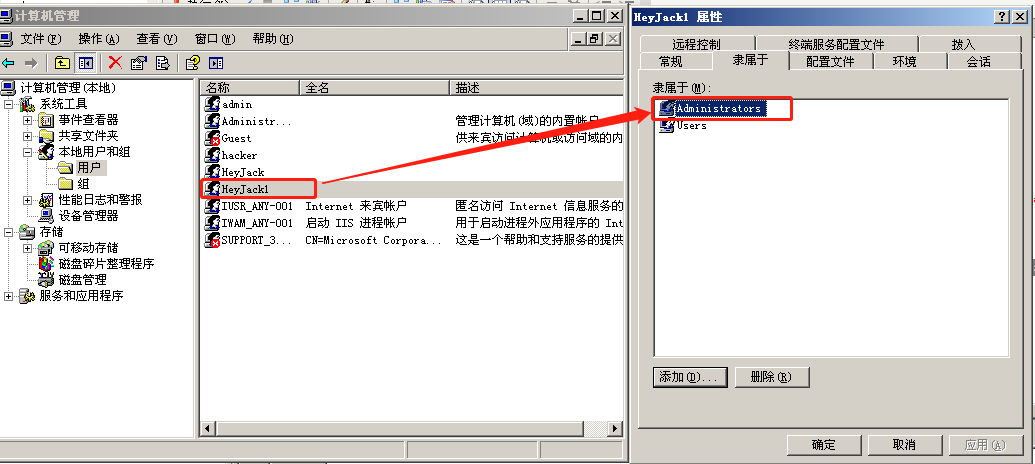 计算机管理
文件(F) 操作(A) 查看(V) 窗口(W) 帮助(H)
计算机管理(本地)
系统工具
事件查看器
共享文件夹
本地用户和组
用户
组
性能日志和警报
设备管理器
存储
可移动存储
磁盘碎片整理程序
磁盘管理
服务和应用程序
名称 全名 描述
admin
Administr... 管理计算机(域)的内置帐户
Guest 供来宾访问计算机或访问域的内
hacker
HeyJack
HeyJack1
IUSR_ANY-001 Internet 来宾帐户 匿名访问 Internet 信息服务的
IWAM_ANY-001 启动 IIS 进程帐户 用于启动进程外应用程序的 Int
SUPPORT_3... CN=Microsoft Corpora... 这是一个帮助和支持服务的提供
HeyJack1 属性
远程控制 终端服务配置文件 拨入
常规 隶属于 配置文件 环境 会话
隶属于(M):
Administrators
Users
添加(D)... 删除(R)
确定 取消 应用(A)